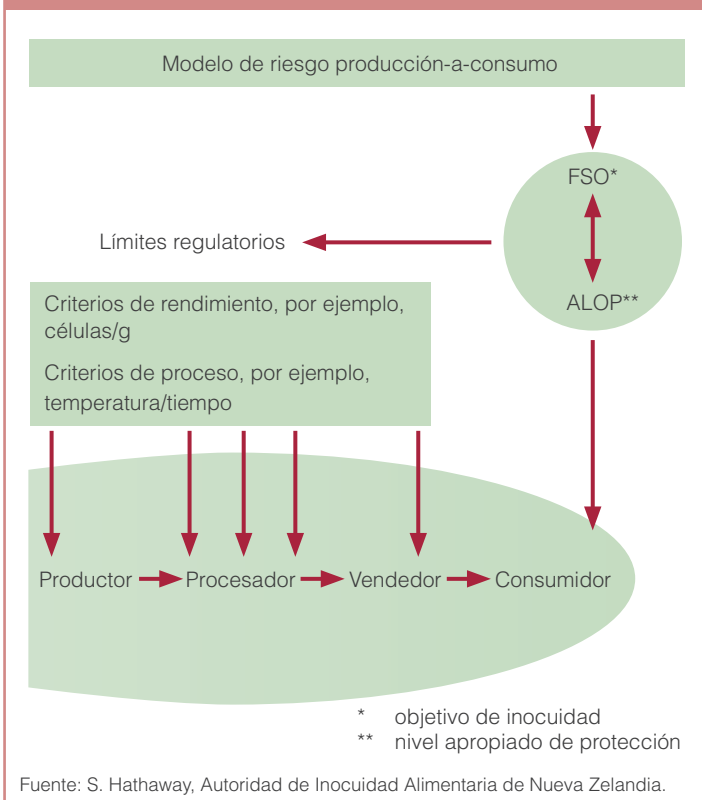 Modelo de riesgo producción-a-consumo
FSO*
Límites regulatorios
ALOP**
Criterios de rendimiento, por ejemplo,
células/g
Criterios de proceso, por ejemplo,
temperatura/tiempo
Productor Procesador Vendedor Consumidor
* objetivo de inocuidad
** nivel apropiado de protección
Fuente: S. Hathaway, Autoridad de Inocuidad Alimentaria de Nueva Zelandia.